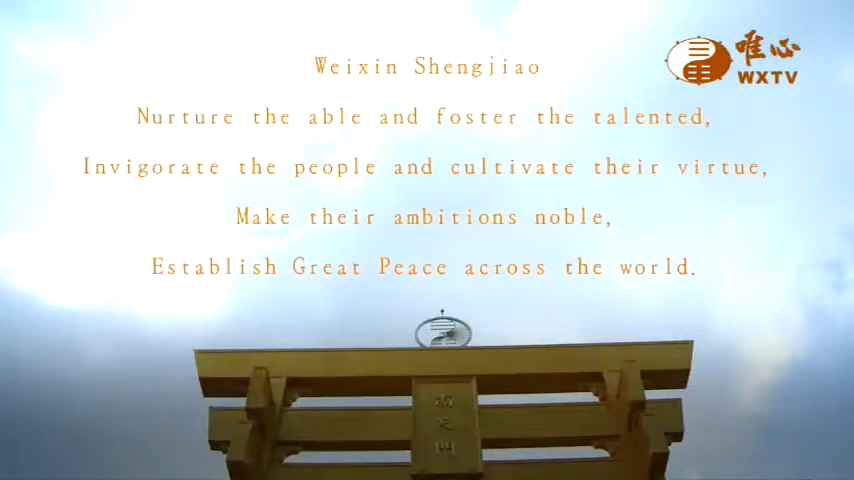 Weixin Shengjiao
唯心
WXTV
Nurture the able and foster the talented,
Invigorate the people and cultivate their virtue,
Make their ambitions noble,
Establish Great Peace across the world.